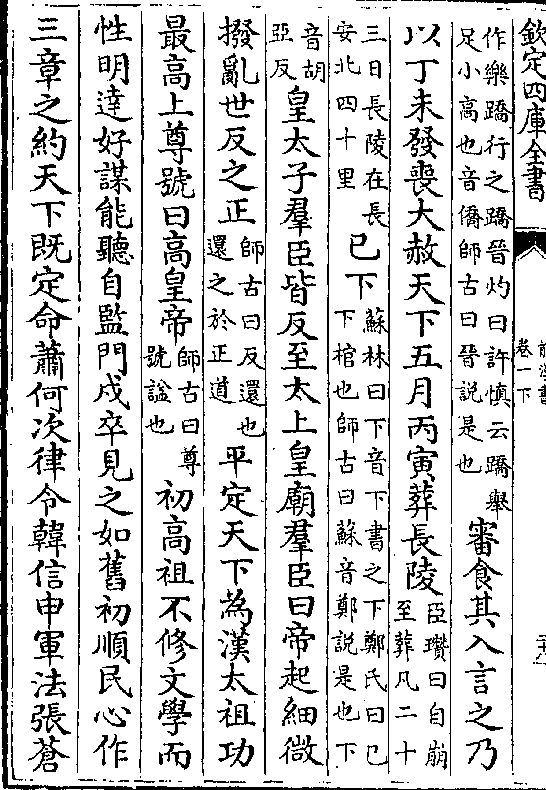 欽定四庫全書
卷一下
作樂蹻行之蹻晉灼曰許慎云蹻舉足小高也音僑師古曰晉説是也審食其入言之乃
以丁未發喪大赦天下五月丙寅葬長陵臣瓚曰自崩至葬凡二十
三日長陵在長安北四十里已下蘇林曰下音下書之下鄭氏曰已下棺也師古曰蘇音鄭説是也下
音胡亞反皇太子羣臣皆反至太上皇廟羣臣曰帝起細微
撥亂世反之正師古曰反還也還之於正道平定天下為漢太祖功
最高上尊號曰高皇帝師古曰尊號諡也初高祖不修文學而
性明達好謀能聽自監門戍卒見之如舊初順民心作
三章之約天下既定命蕭何次律令韓信申軍法張蒼